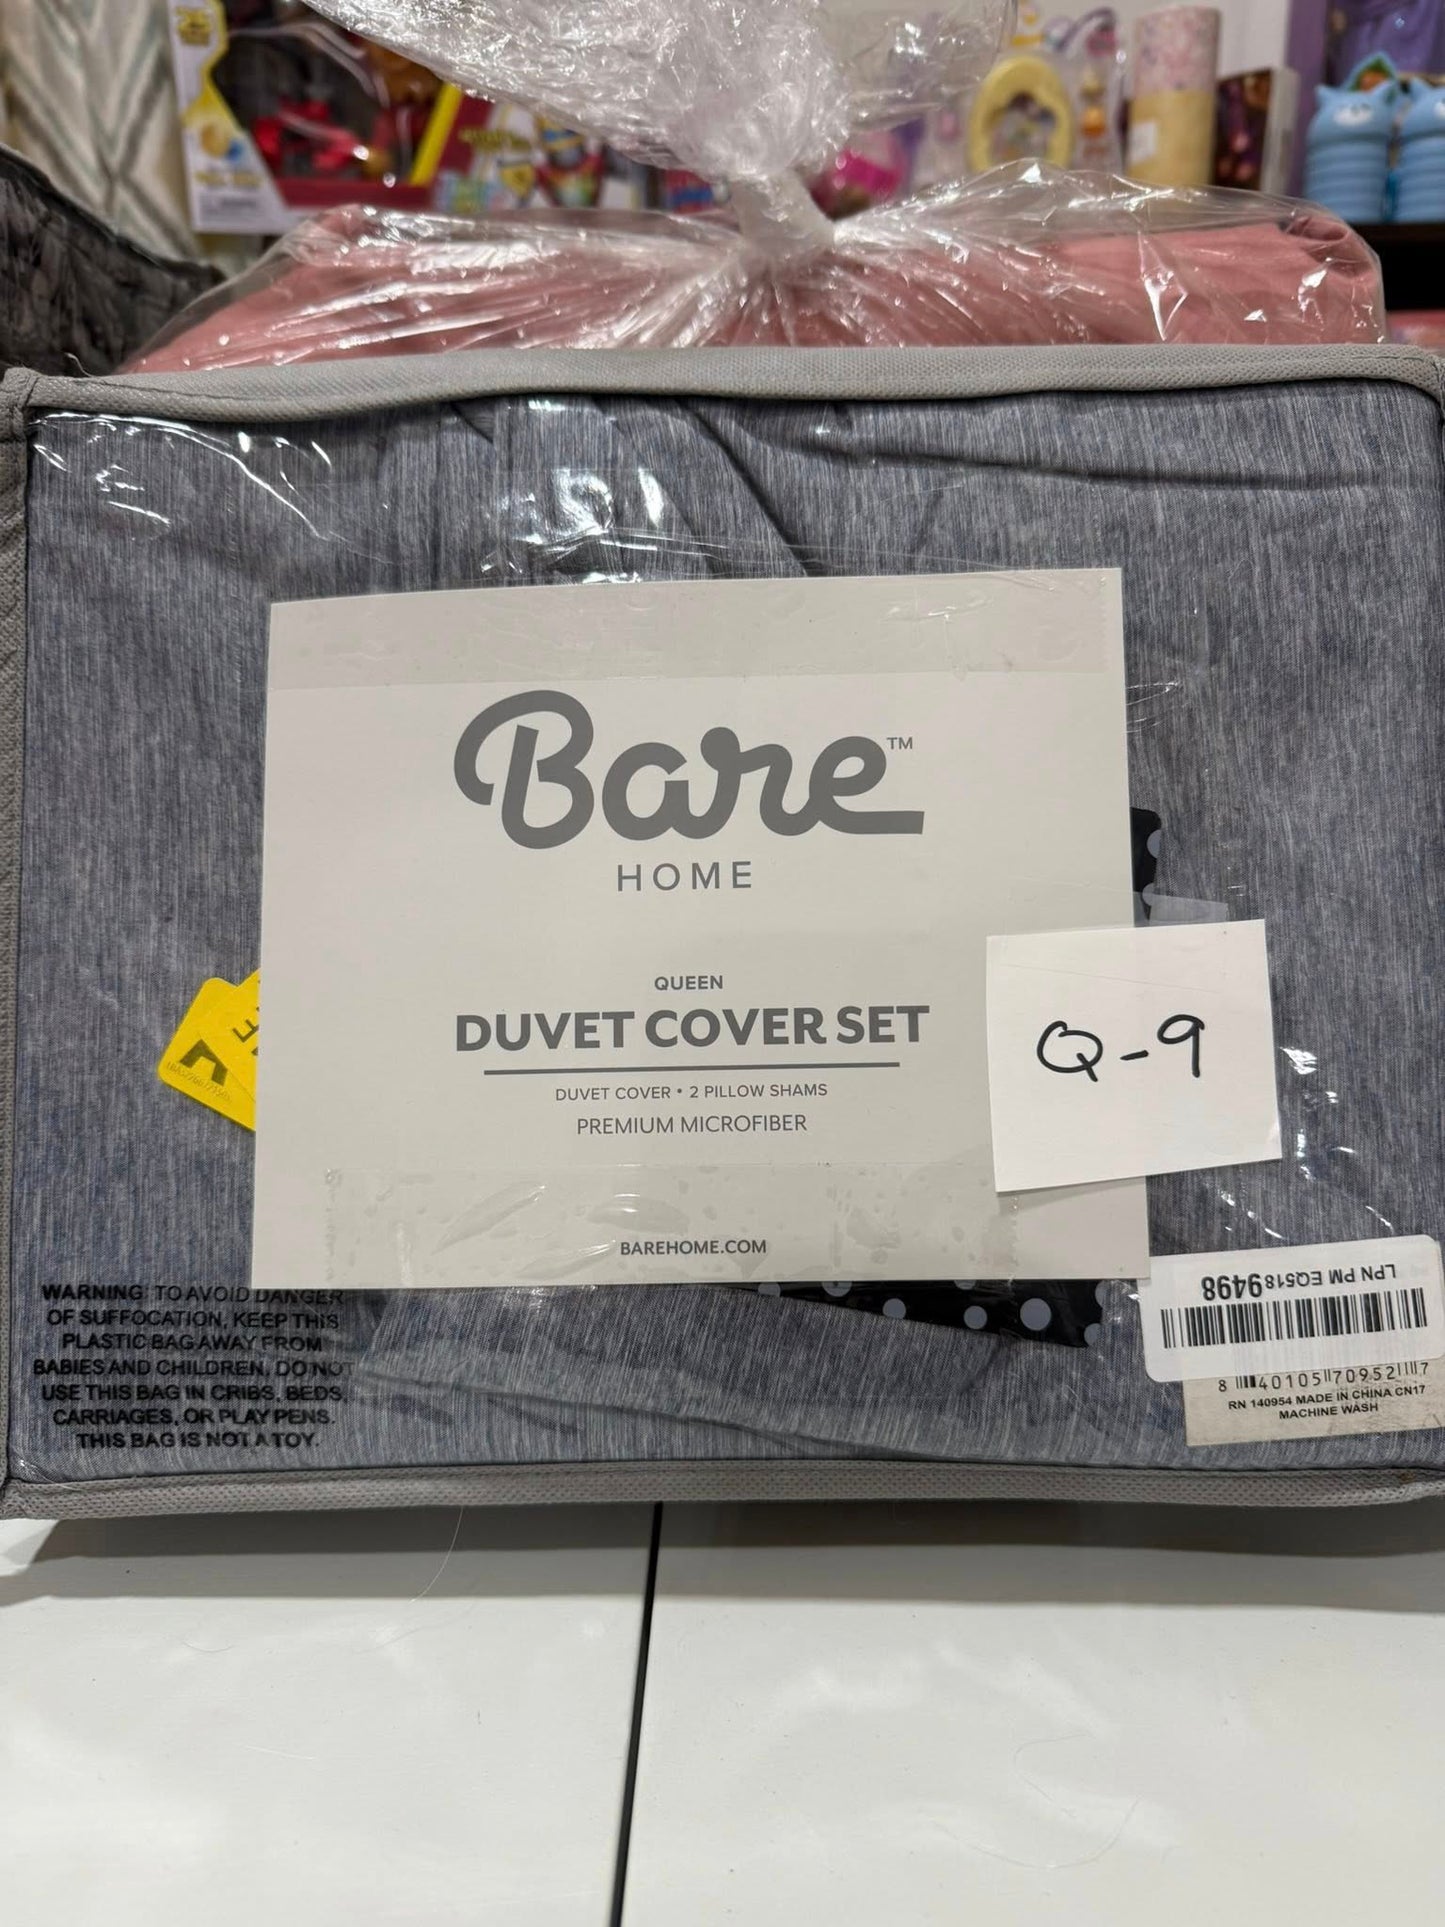 Bare™
HOME
QUEEN
DUVET COVER SET
DUVET COVER • 2 PILLOW SHAMS
PREMIUM MICROFIBER
BAREHOME.COM
Q-9
WARNING: TO AVOID DANGER
OF SUFFOCATION, KEEP THIS
PLASTIC BAG AWAY FROM
BABIES AND CHILDREN. DO NOT
USE THIS BAG IN CRIBS, BEDS,
CARRIAGES, OR PLAY PENS.
THIS BAG IS NOT A TOY.
LPN PM EQ5189498
8 40105 70952 7
RN 140954 MADE IN CHINA CN17
MACHINE WASH